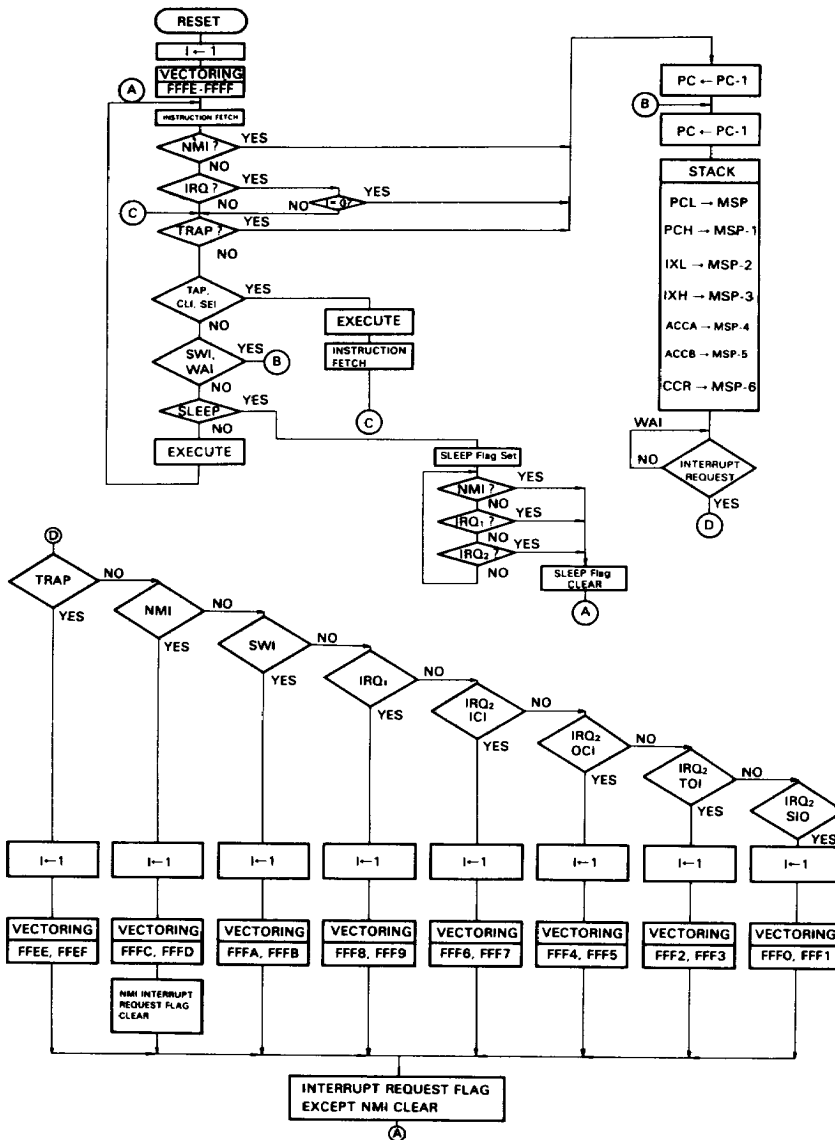 RESET
I ← 1
VECTORING
FFFE-FFFF
A
INSTRUCTION FETCH
NMI ?
YES
NO
IRQ ?
YES
NO
I = 0?
YES
NO
C
TRAP ?
YES
NO
TAP,
CLI, SEI
YES
NO
EXECUTE
INSTRUCTION
FETCH
C
SWI,
WAI
YES
B
NO
SLEEP
YES
NO
EXECUTE
PC ← PC-1
B
PC ← PC-1
STACK
PCL → MSP
PCH → MSP-1
IXL → MSP-2
IXH → MSP-3
ACCA → MSP-4
ACCB → MSP-5
CCR → MSP-6
WAI
INTERRUPT
REQUEST
NO
YES
D
SLEEP Flag Set
NMI ?
YES
NO
IRQ₁ ?
YES
NO
IRQ₂ ?
YES
NO
SLEEP Flag
CLEAR
A
D
TRAP
NO
YES
NMI
NO
YES
SWI
NO
YES
IRQ₁
NO
YES
IRQ₂
ICI
NO
YES
IRQ₂
OCI
NO
YES
IRQ₂
TOI
NO
YES
IRQ₂
SIO
YES
I←1
I←1
I←1
I←1
I←1
I←1
I←1
I←1
VECTORING
FFEE, FFEF
VECTORING
FFFC, FFFD
VECTORING
FFFA, FFFB
VECTORING
FFF8, FFF9
VECTORING
FFF6, FFF7
VECTORING
FFF4, FFF5
VECTORING
FFF2, FFF3
VECTORING
FFF0, FFF1
NMI INTERRUPT
REQUEST FLAG
CLEAR
INTERRUPT REQUEST FLAG
EXCEPT NMI CLEAR
A